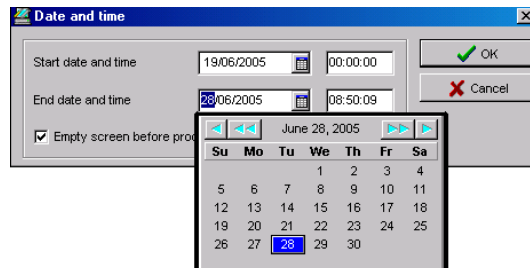 Date and time
Start date and time 19/06/2005 00:00:00 OK
End date and time 28/06/2005 08:50:09 Cancel
Empty screen before
June 28, 2005
Su Mo Tu We Th Fr Sa
1 2 3 4
5 6 7 8 9 10 11
12 13 14 15 16 17 18
19 20 21 22 23 24 25
26 27 28 29 30